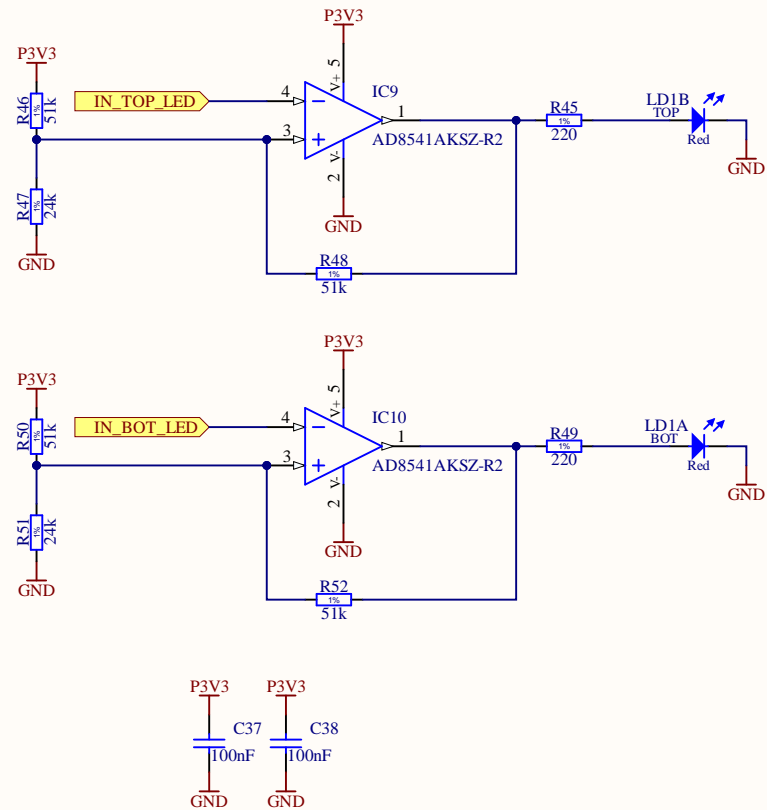 P3V3
P3V3
R46
1%
51k
IN_TOP_LED
4
3
V+
5
V-
2
IC9
1
AD8541AKSZ-R2
R45
1%
220
LD1B
TOP
Red
GND
R47
1%
24k
GND
GND
R48
1%
51k
P3V3
P3V3
R50
1%
51k
IN_BOT_LED
4
3
V+
5
V-
2
IC10
1
AD8541AKSZ-R2
R49
1%
220
LD1A
BOT
Red
GND
R51
1%
24k
GND
GND
R52
1%
51k
P3V3
P3V3
C37
100nF
C38
100nF
GND
GND